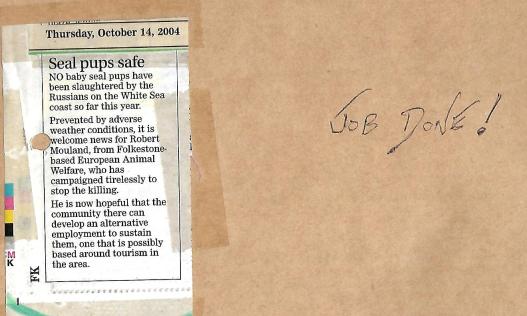 Thursday, October 14, 2004
Seal pups safe
NO baby seal pups have
been slaughtered by the
Russians on the White Sea
coast so far this year.
Prevented by adverse
weather conditions, it is
welcome news for Robert
Mouland, from Folkestone-
based European Animal
Welfare, who has
campaigned tirelessly to
stop the killing.
He is now hopeful that the
community there can
develop an alternative
employment to sustain
them, one that is possibly
based around tourism in
the area.
M
K
FK
JOB DONE!